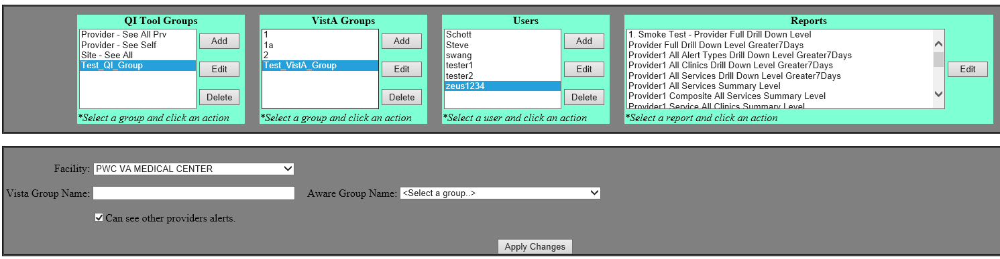 QI Tool Groups
Provider - See All Prv
Provider - See Self
Site - See All
Test_QI_Group
Add
Edit
Delete
*Select a group and click an action
VistA Groups
1
1a
2
Test_VistA_Group
Add
Edit
Delete
*Select a group and click an action
Users
Schott
Steve
swang
tester1
tester2
zeus1234
Add
Edit
Delete
*Select a user and click an action
Reports
1. Smoke Test - Provider Full Drill Down Level
Provider Full Drill Down Level Greater7Days
Provider1 All Alert Types Drill Down Level Greater7Days
Provider1 All Clinics Drill Down Level Greater7Days
Provider1 All Services Drill Down Level Greater7Days
Provider1 All Services Summary Level
Provider1 Composite All Services Summary Level
Provider1 Service All Clinics Summary Level
Edit
*Select a report and click an action
Facility: PWC VA MEDICAL CENTER
Vista Group Name: Aware Group Name: <Select a group..>
Can see other providers alerts.
Apply Changes